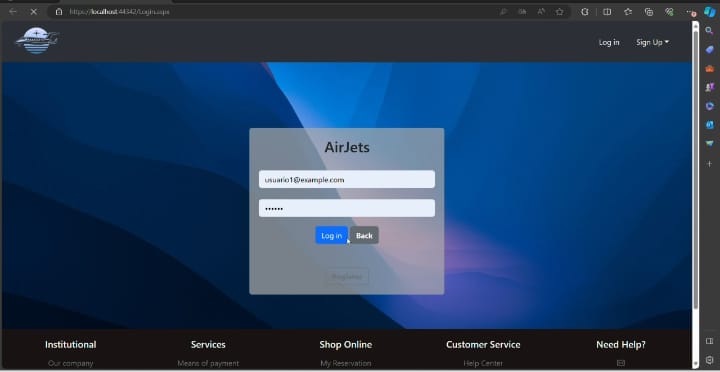 https://localhost:44342/Login.aspx
Log in
Sign Up
AirJets
usuario1@example.com
••••••
Log in
Back
Register
Institutional
Services
Shop Online
Customer Service
Need Help?
Our company
Means of payment
My Reservation
Help Center